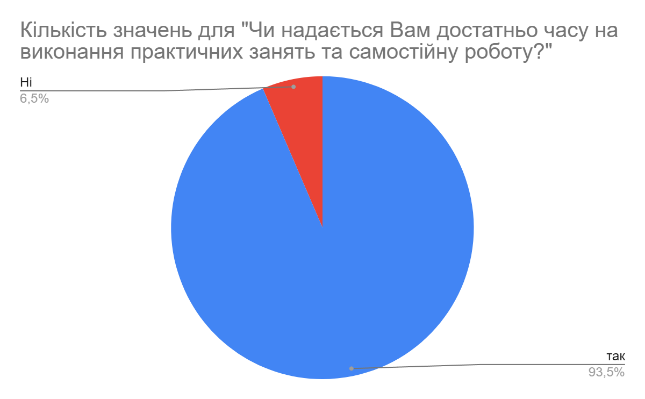 Кількість значень для "Чи надається Вам достатньо часу на
виконання практичних занять та самостійну роботу?"
Ні
6,5%
так
93,5%